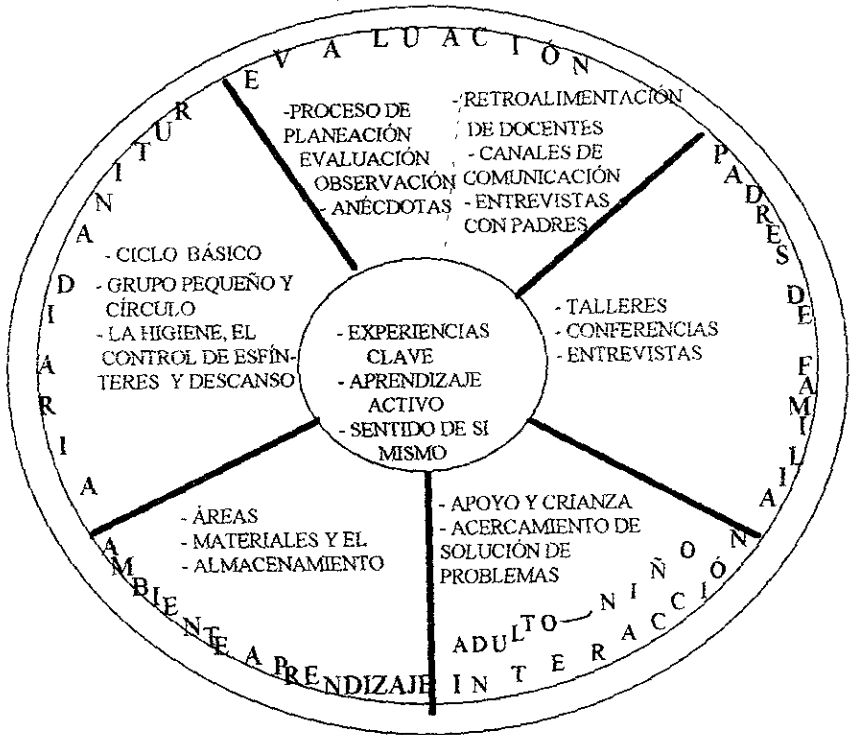 EVALUACIÓN
-PROCESO DE
PLANEACIÓN
EVALUACIÓN
OBSERVACIÓN
- ANÉCDOTAS
- RETROALIMENTACIÓN
DE DOCENTES
- CANALES DE
COMUNICACIÓN
- ENTREVISTAS
CON PADRES
PADRES DE FAMILIA
- TALLERES
- CONFERENCIAS
- ENTREVISTAS
RUTINA DIARIA
- CICLO BÁSICO
- GRUPO PEQUEÑO Y
CÍRCULO
- LA HIGIENE, EL
CONTROL DE ESFÍN-
TERES Y DESCANSO
- EXPERIENCIAS
CLAVE
- APRENDIZAJE
ACTIVO
- SENTIDO DE SI
MISMO
- ÁREAS
- MATERIALES Y EL
- ALMACENAMIENTO
AMBIENTE APRENDIZAJE
- APOYO Y CRIANZA
- ACERCAMIENTO DE
SOLUCIÓN DE
PROBLEMAS
ADULTO—NIÑO
INTERACCIÓN